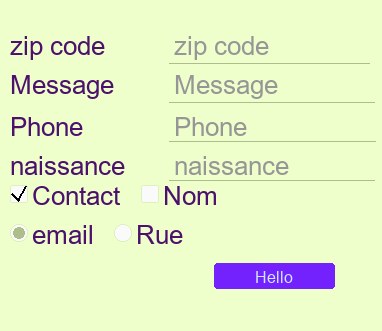 zip code zip code
Message Message
Phone Phone
naissance naissance
Contact Nom
email Rue
Hello